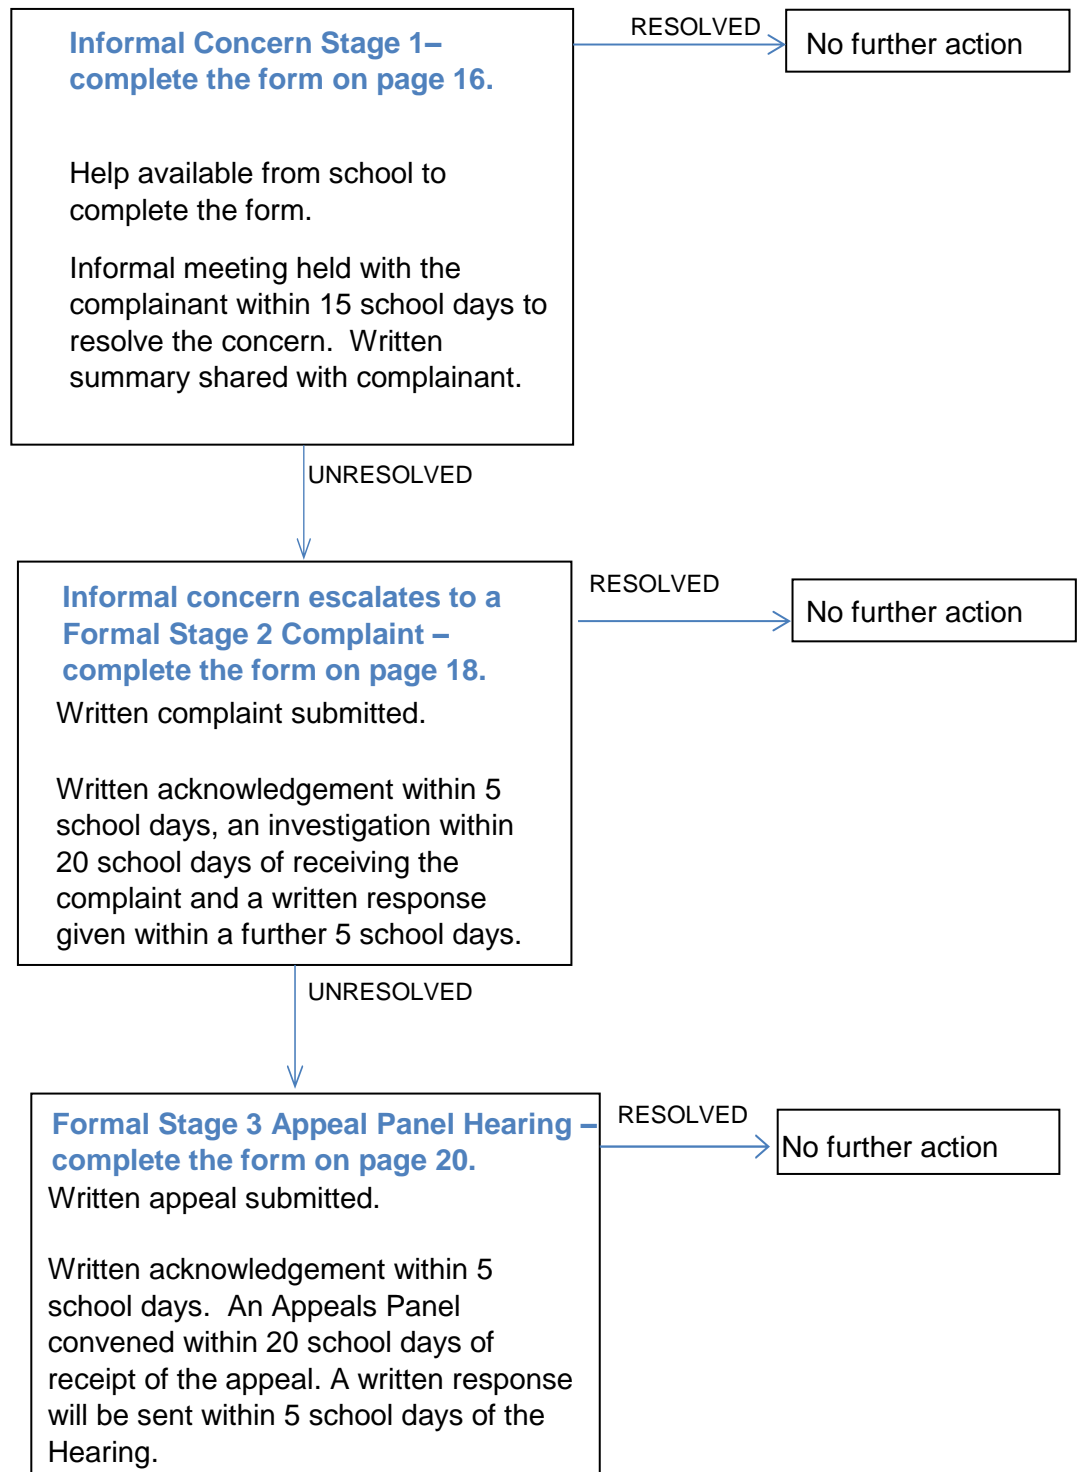 Informal Concern Stage 1–
complete the form on page 16.
Help available from school to
complete the form.
Informal meeting held with the
complainant within 15 school days to
resolve the concern.  Written
summary shared with complainant.
RESOLVED
No further action
UNRESOLVED
Informal concern escalates to a
Formal Stage 2 Complaint –
complete the form on page 18.
Written complaint submitted.
Written acknowledgement within 5
school days, an investigation within
20 school days of receiving the
complaint and a written response
given within a further 5 school days.
RESOLVED
No further action
UNRESOLVED
Formal Stage 3 Appeal Panel Hearing –
complete the form on page 20.
Written appeal submitted.
Written acknowledgement within 5
school days.  An Appeals Panel
convened within 20 school days of
receipt of the appeal. A written response
will be sent within 5 school days of the
Hearing.
RESOLVED
No further action